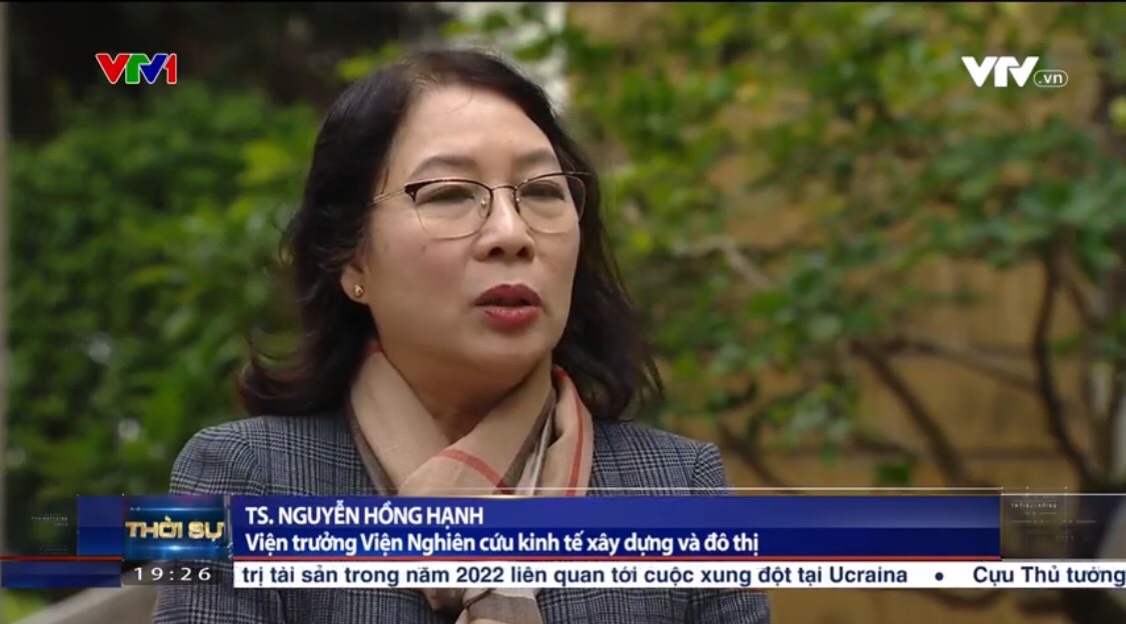 VTV1
VTV.vn
THỜI SỰ
TS. NGUYỄN HỒNG HẠNH
Viện trưởng Viện Nghiên cứu kinh tế xây dựng và đô thị
19:26
trị tài sản trong năm 2022 liên quan tới cuộc xung đột tại Ucraina • Cựu Thủ tướng